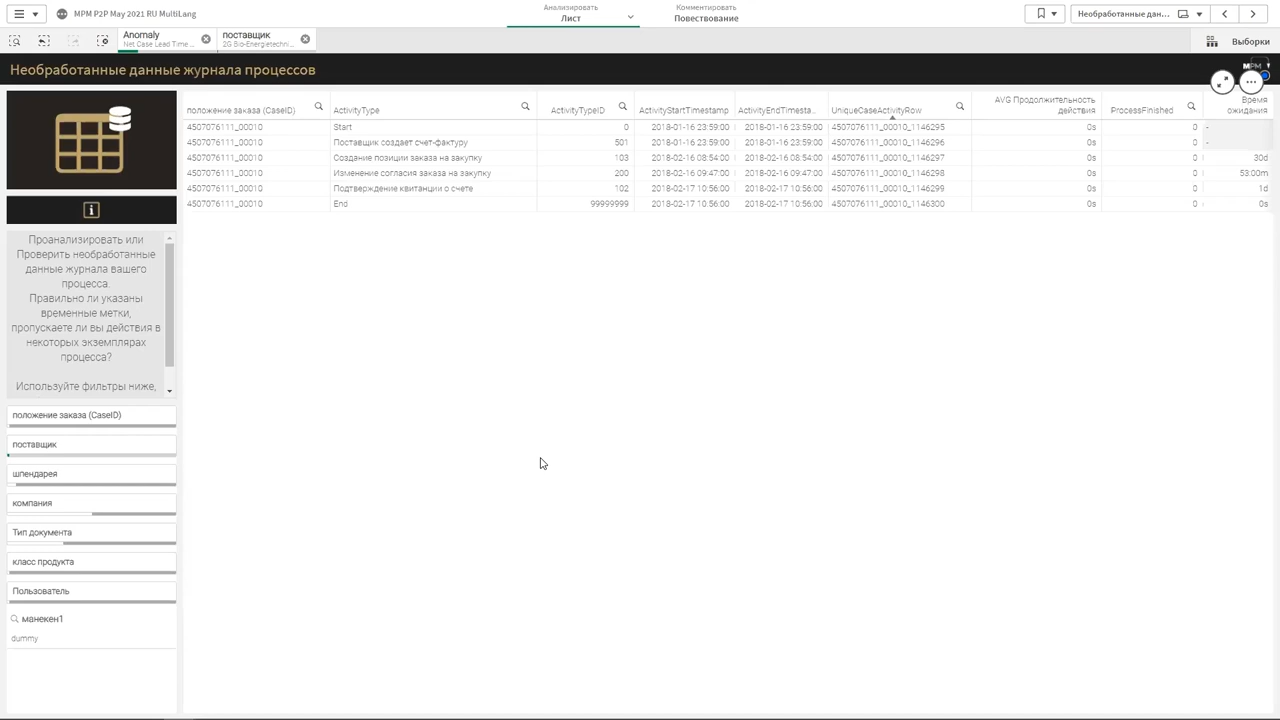 MPM P2P May 2021 RU MultiLang
Анализировать
Лист
Комментировать
Повествование
Необработанные дан...
Anomaly
Net Case Lead Time ...
поставщик
2G Bio-Energietechni...
Выборки
Необработанные данные журнала процессов
MPM
положение заказа (CaseID) ActivityType ActivityTypeID ActivityStartTimestamp ActivityEndTimesta... UniqueCaseActivityRow AVG Продолжительность действия ProcessFinished Время ожидания
4507076111_00010 Start 0 2018-01-16 23:59:00 2018-01-16 23:59:00 4507076111_00010_1146295 0s 0 -
4507076111_00010 Поставщик создает счет-фактуру 501 2018-01-16 23:59:00 2018-01-16 23:59:00 4507076111_00010_1146296 0s 0 -
4507076111_00010 Создание позиции заказа на закупку 103 2018-02-16 08:54:00 2018-02-16 08:54:00 4507076111_00010_1146297 0s 0 30d
4507076111_00010 Изменение согласия заказа на закупку 200 2018-02-16 09:47:00 2018-02-16 09:47:00 4507076111_00010_1146298 0s 0 53:00m
4507076111_00010 Подтверждение квитанции о счете 102 2018-02-17 10:56:00 2018-02-17 10:56:00 4507076111_00010_1146299 0s 0 1d
4507076111_00010 End 99999999 2018-02-17 10:56:00 2018-02-17 10:56:00 4507076111_00010_1146300 0s 0 0s
Проанализировать или
Проверить необработанные
данные журнала вашего
процесса.
Правильно ли указаны
временные метки,
пропускаете ли вы действия в
некоторых экземплярах
процесса?
Используйте фильтры ниже,
положение заказа (CaseID)
поставщик
шпендарея
компания
Тип документа
класс продукта
Пользователь
манекен1
dummy